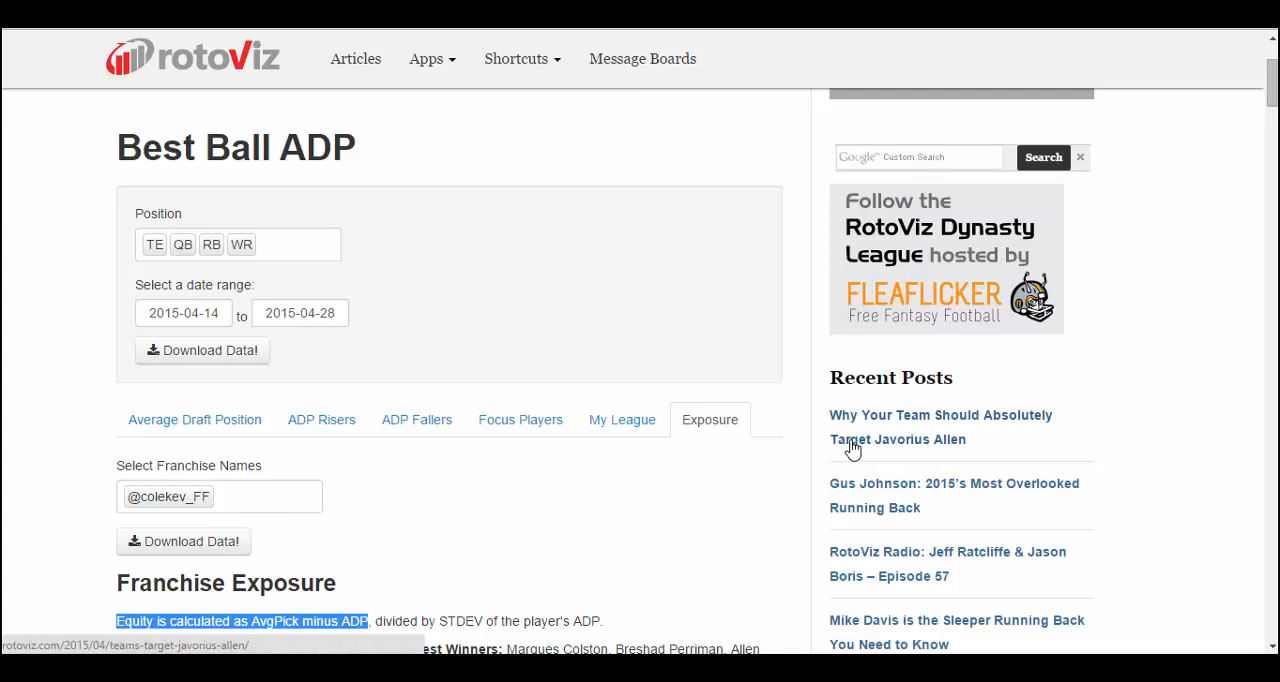 rotoviz Articles Apps Shortcuts Message Boards
Best Ball ADP
Position
TE QB RB WR
Select a date range:
2015-04-14 to 2015-04-28
Download Data!
Average Draft Position ADP Risers ADP Fallers Focus Players My League Exposure
Select Franchise Names
@colekev_FF
Download Data!
Franchise Exposure
Equity is calculated as AvgPick minus ADP, divided by STDEV of the player's ADP.
est Winners: Marques Colston, Breshad Perriman, Allen
rotoviz.com/2015/04/teams-target-javorius-allen/
Google™ Custom Search Search ×
Follow the
RotoViz Dynasty
League hosted by
FLEAFLICKER
Free Fantasy Football
Recent Posts
Why Your Team Should Absolutely
Target Javorius Allen
Gus Johnson: 2015's Most Overlooked
Running Back
RotoViz Radio: Jeff Ratcliffe & Jason
Boris – Episode 57
Mike Davis is the Sleeper Running Back
You Need to Know